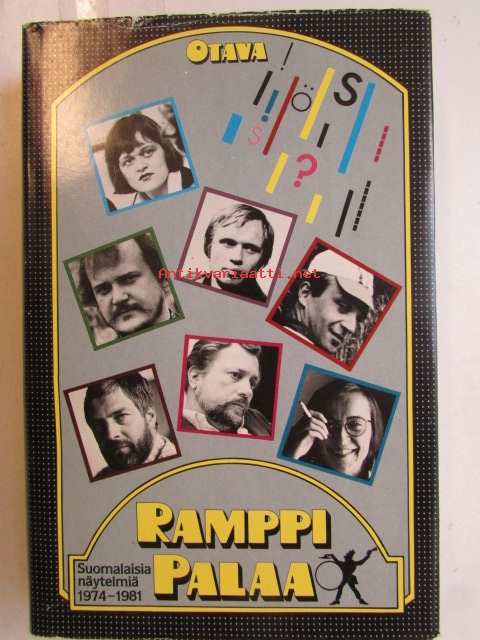 OTAVA
! S
! Ö
! S I
?
Antikvariaatti.net
RAMPPI
PALAA
Suomalaisia
näytelmiä
1974–1981